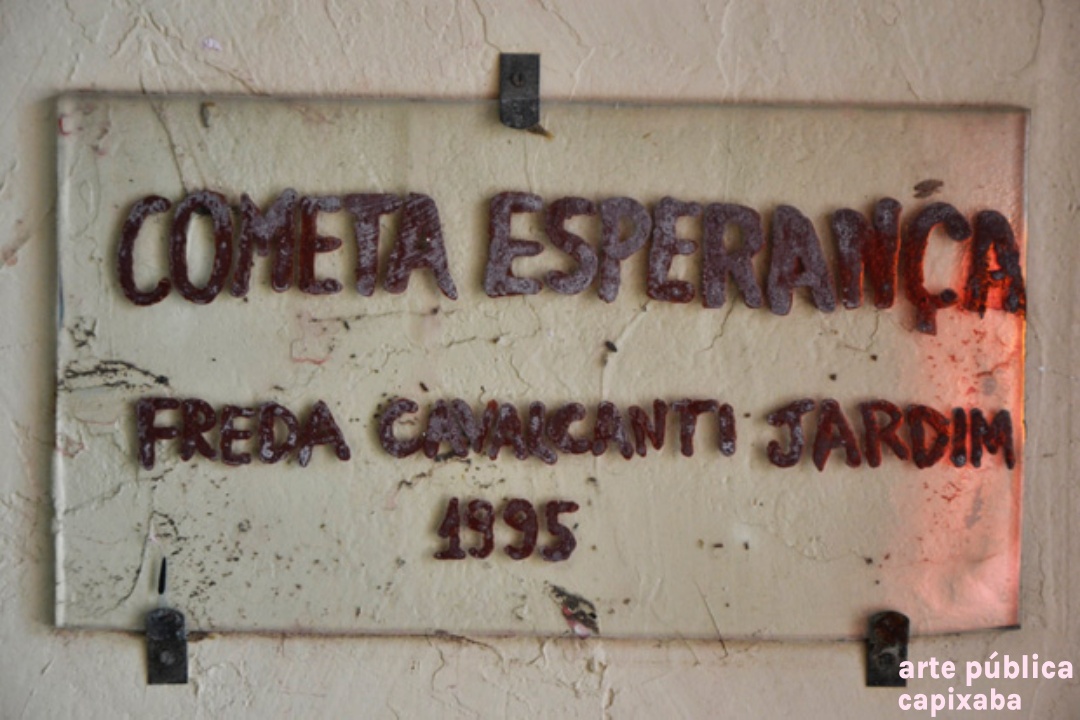 COMETA ESPERANÇA
FREDA CAVALCANTI JARDIM
1995
arte pública
capixaba